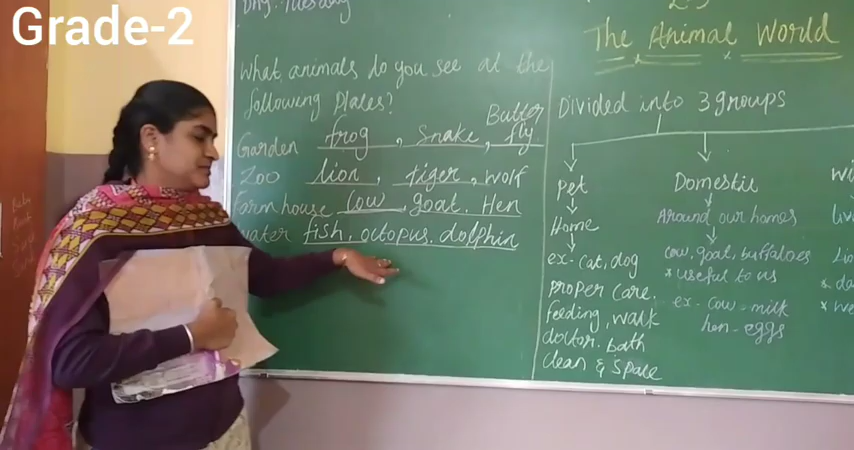 Grade-2
Day: Tuesday
The Animal World
What animals do you see at the
following Plates?
Garden frog, Snake, Butter
fly.
Zoo lion, tiger, wolf
Farm house cow, goat. Hen
water fish, octopus. dolphin
Divided into 3 groups
Pet
Home
ex- cat, dog
proper care.
feeding, walk
doctor. bath
clean & space
Domestic
Around our homes
cow, goat, buffaloes
* useful to us
ex- cow - milk
hen - eggs